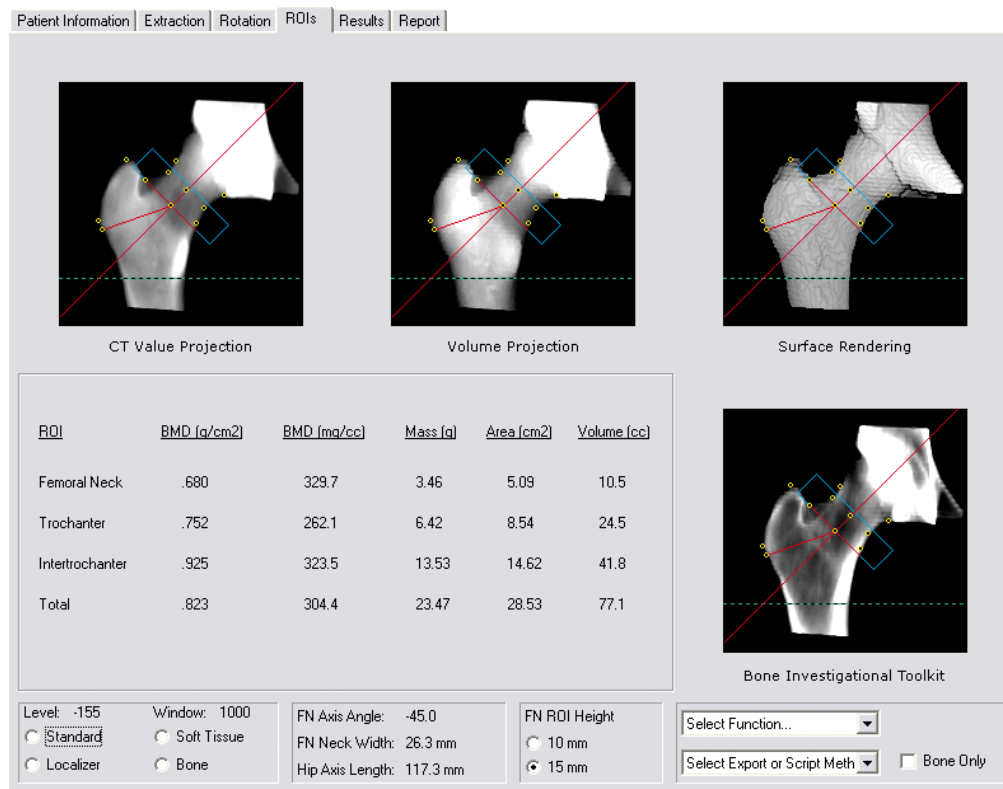 Patient Information Extraction Rotation ROIs Results Report
CT Value Projection
Volume Projection
Surface Rendering
ROI BMD (g/cm2) BMD (mg/cc) Mass (g) Area (cm2) Volume (cc)
Femoral Neck .680 329.7 3.46 5.09 10.5
Trochanter .752 262.1 6.42 8.54 24.5
Intertrochanter .925 323.5 13.53 14.62 41.8
Total .823 304.4 23.47 28.53 77.1
Bone Investigational Toolkit
Level: -155 Window: 1000
Standard Soft Tissue
Localizer Bone
FN Axis Angle: -45.0
FN Neck Width: 26.3 mm
Hip Axis Length: 117.3 mm
FN ROI Height
10 mm
15 mm
Select Function...
Select Export or Script Meth
Bone Only